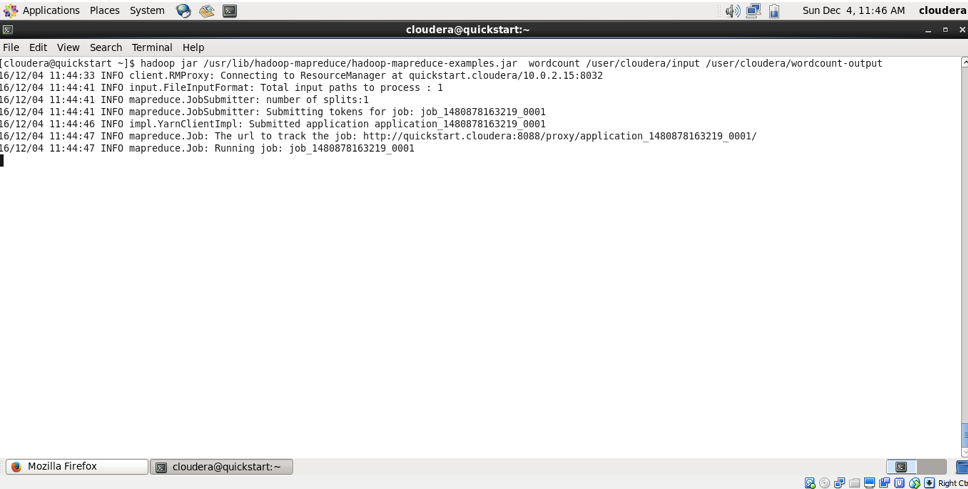 Applications Places System Sun Dec 4, 11:46 AM cloudera
cloudera@quickstart:~
File Edit View Search Terminal Help
[cloudera@quickstart ~]$ hadoop jar /usr/lib/hadoop-mapreduce/hadoop-mapreduce-examples.jar  wordcount /user/cloudera/input /user/cloudera/wordcount-output
16/12/04 11:44:33 INFO client.RMProxy: Connecting to ResourceManager at quickstart.cloudera/10.0.2.15:8032
16/12/04 11:44:41 INFO input.FileInputFormat: Total input paths to process : 1
16/12/04 11:44:41 INFO mapreduce.JobSubmitter: number of splits:1
16/12/04 11:44:41 INFO mapreduce.JobSubmitter: Submitting tokens for job: job_1480878163219_0001
16/12/04 11:44:46 INFO impl.YarnClientImpl: Submitted application application_1480878163219_0001
16/12/04 11:44:47 INFO mapreduce.Job: The url to track the job: http://quickstart.cloudera:8088/proxy/application_1480878163219_0001/
16/12/04 11:44:47 INFO mapreduce.Job: Running job: job_1480878163219_0001
Mozilla Firefox cloudera@quickstart:~
Right Ctr